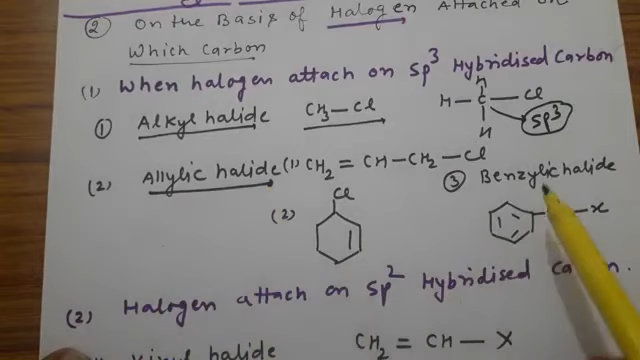 ② On the Basis of Halogen Attached on
Which Carbon
(1) When halogen attach on sp3 Hybridised Carbon
① Alkyl halide CH3—Cl
H
H—C—Cl
H
sp3
(2) Allylic halide (1) CH2=CH—CH2—Cl
③ Benzylic halide
(2) Cl
—x
(2) Halogen attach on sp2 Hybridised
Vinyl halide CH2=CH—X